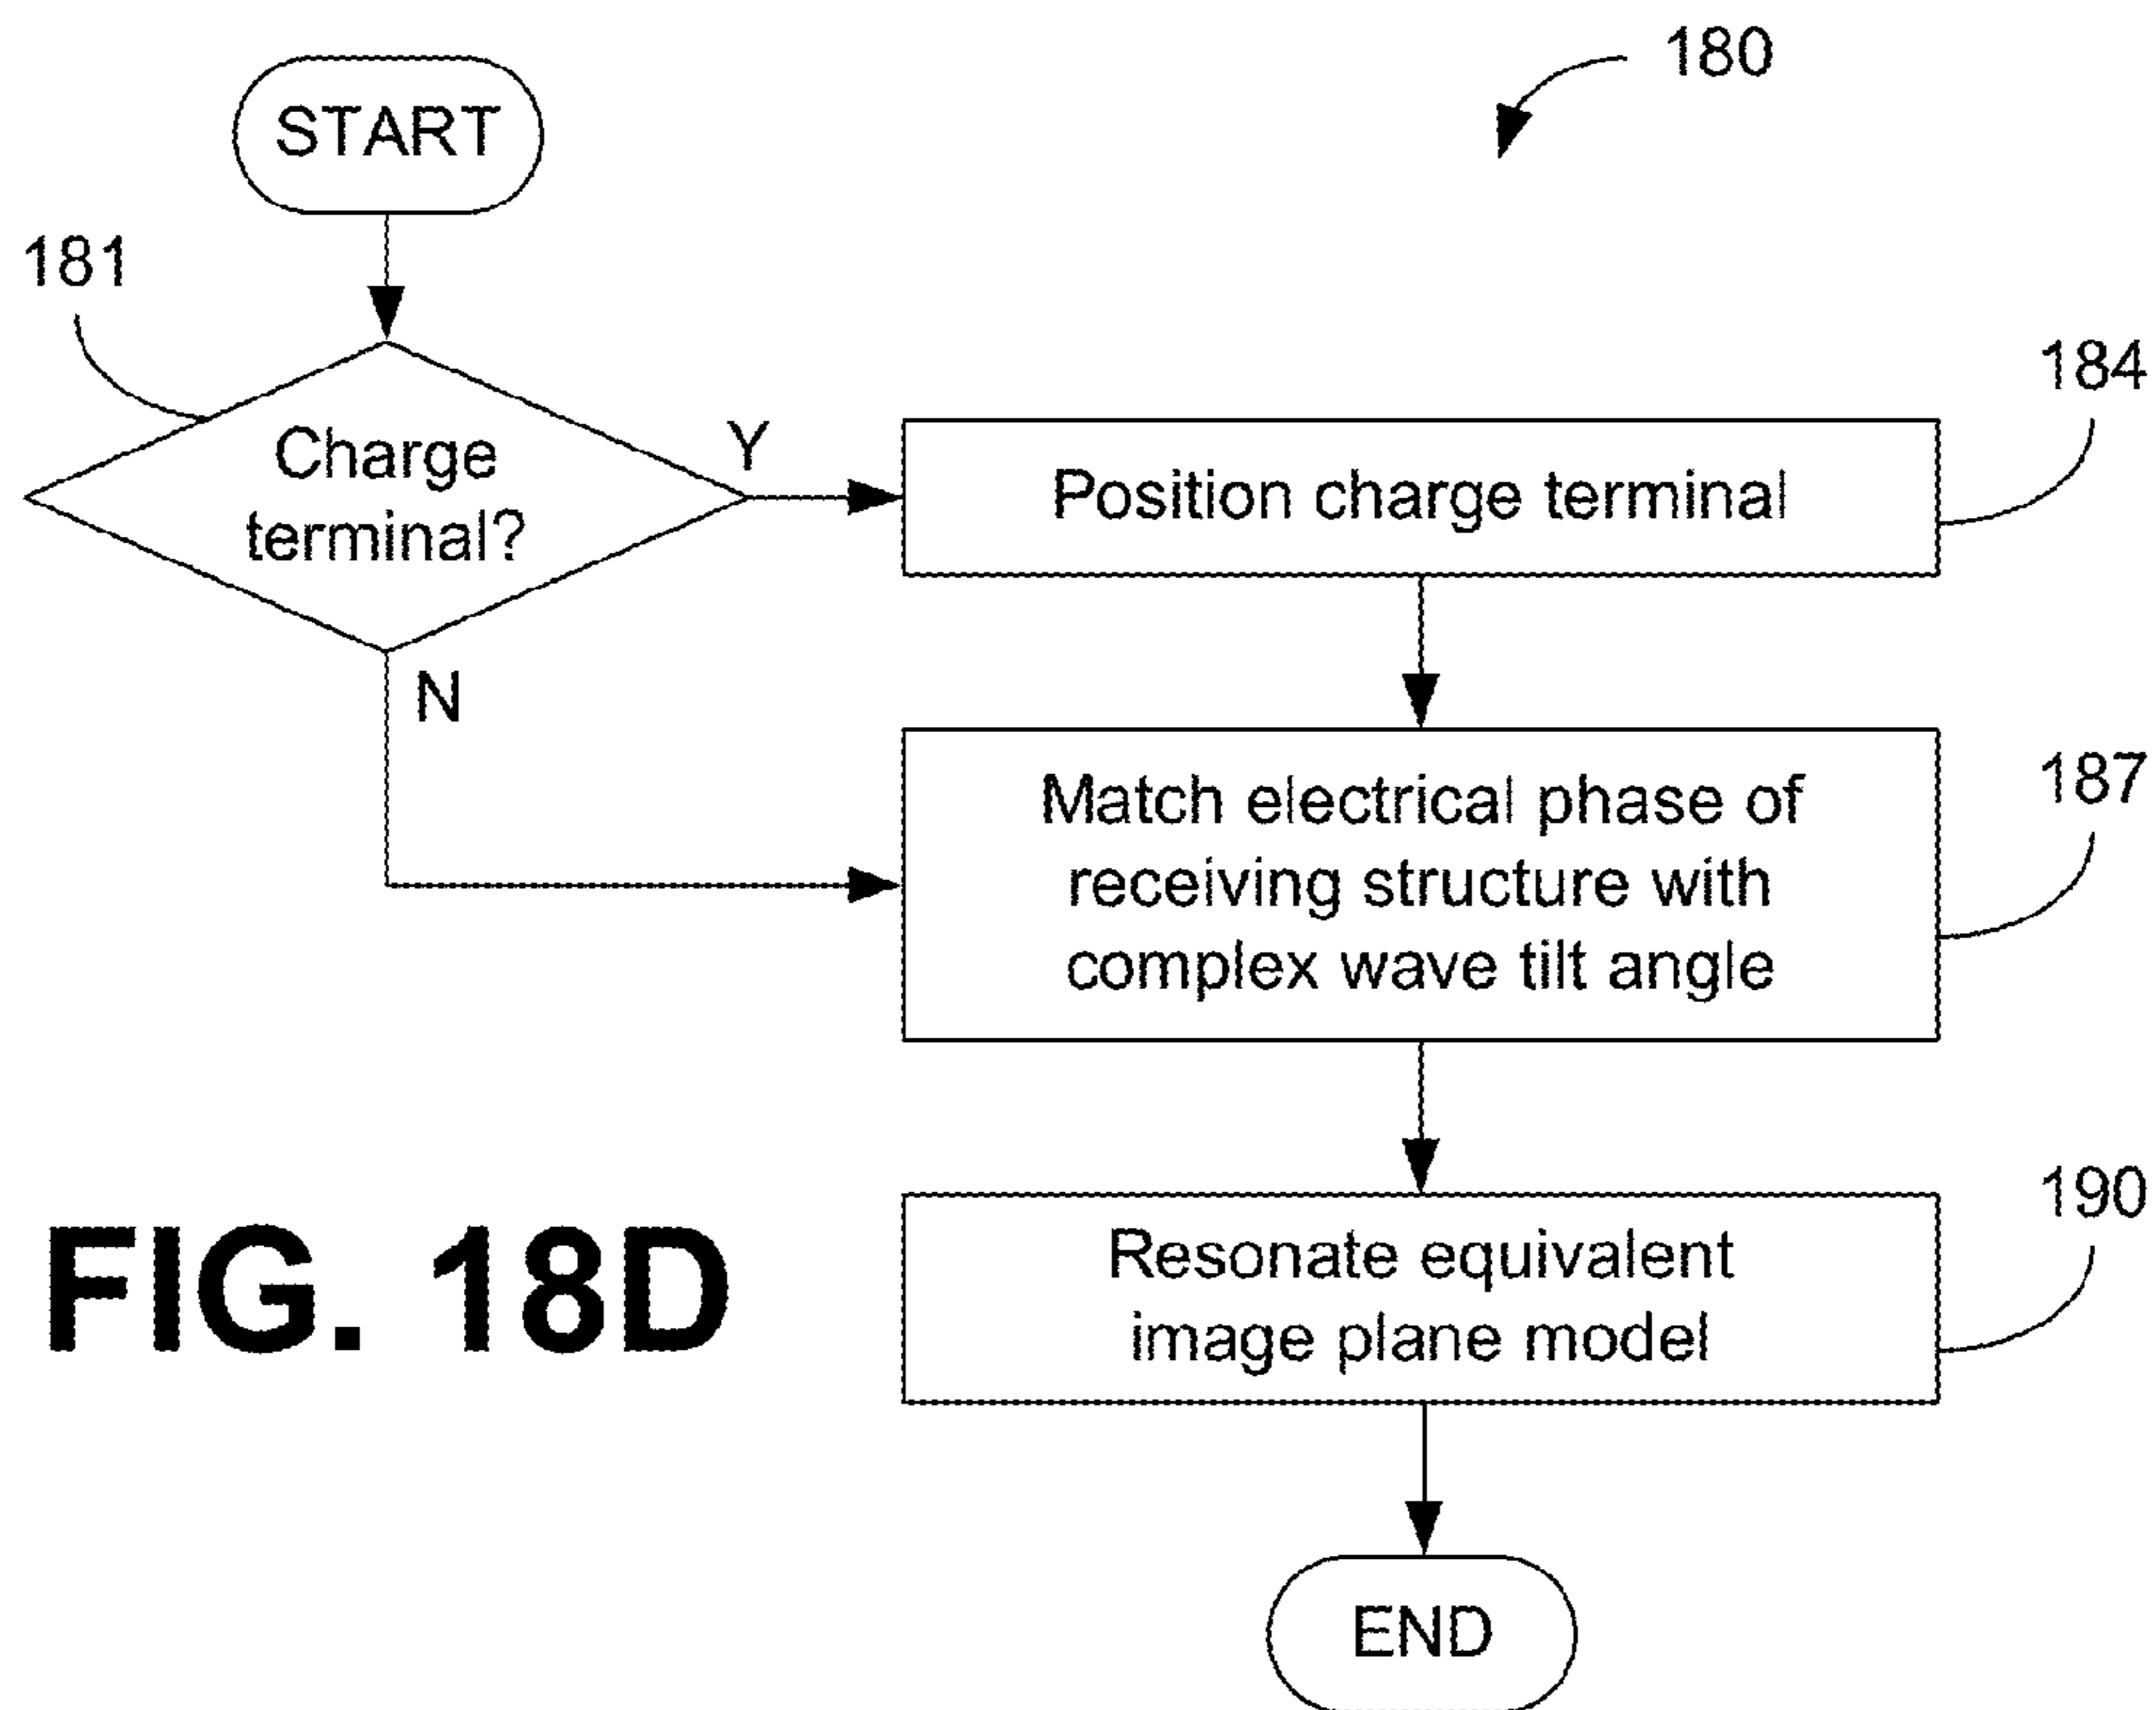 180
START
181
Charge
terminal?
Y
N
184
Position charge terminal
187
Match electrical phase of
receiving structure with
complex wave tilt angle
190
Resonate equivalent
image plane model
END
FIG. 18D